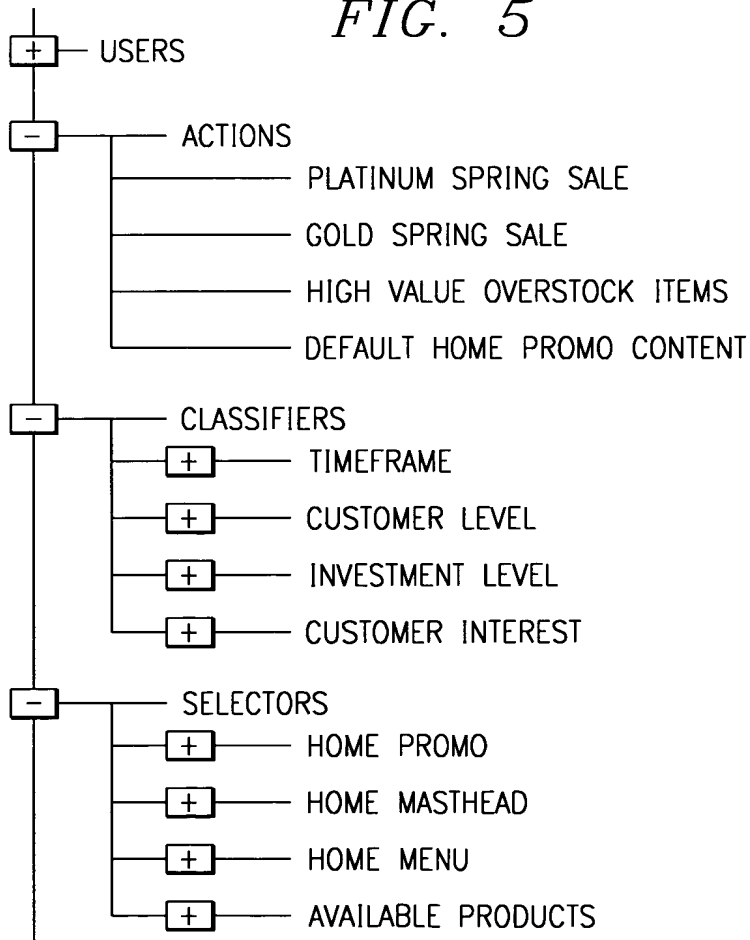 FIG. 5
+ USERS
- ACTIONS
PLATINUM SPRING SALE
GOLD SPRING SALE
HIGH VALUE OVERSTOCK ITEMS
DEFAULT HOME PROMO CONTENT
- CLASSIFIERS
+ TIMEFRAME
+ CUSTOMER LEVEL
+ INVESTMENT LEVEL
+ CUSTOMER INTEREST
- SELECTORS
+ HOME PROMO
+ HOME MASTHEAD
+ HOME MENU
+ AVAILABLE PRODUCTS